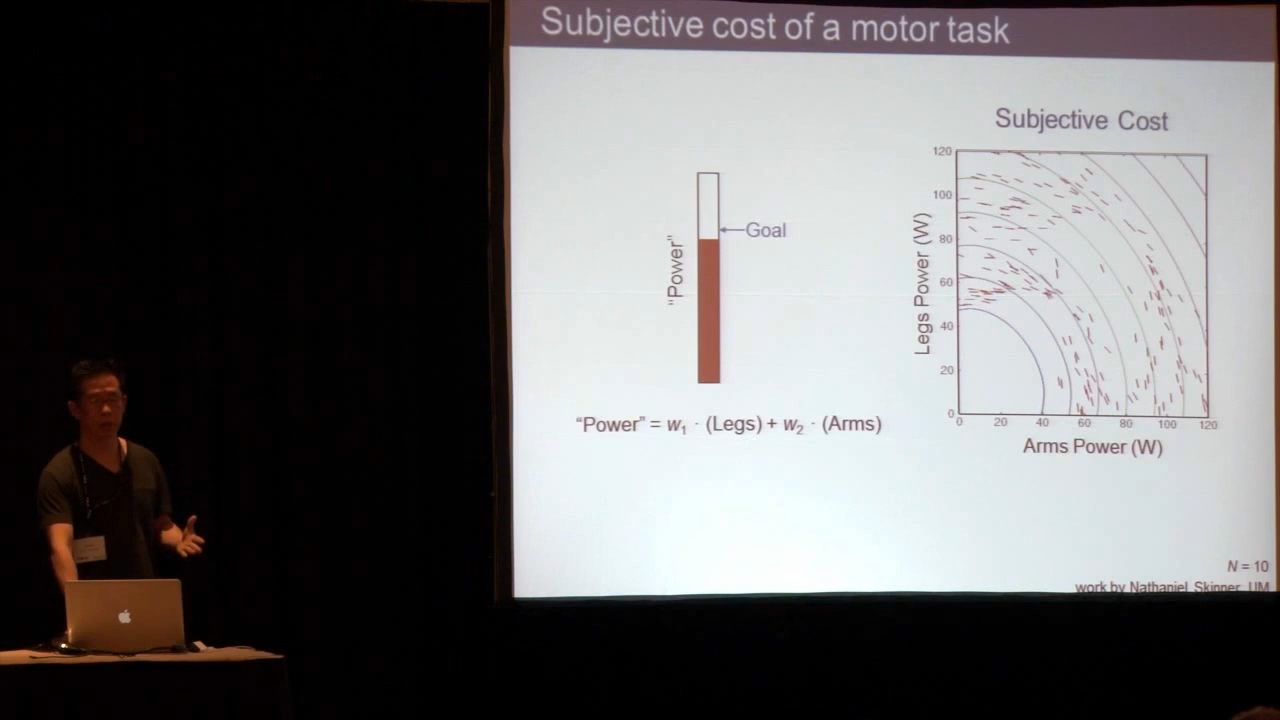 Subjective cost of a motor task
"Power"
Goal
"Power" = w1 · (Legs) + w2 · (Arms)
Subjective Cost
Legs Power (W)
120
100
80
60
40
20
0
0 20 40 60 80 100 120
Arms Power (W)
N = 10
work by Nathaniel Skinner, UM